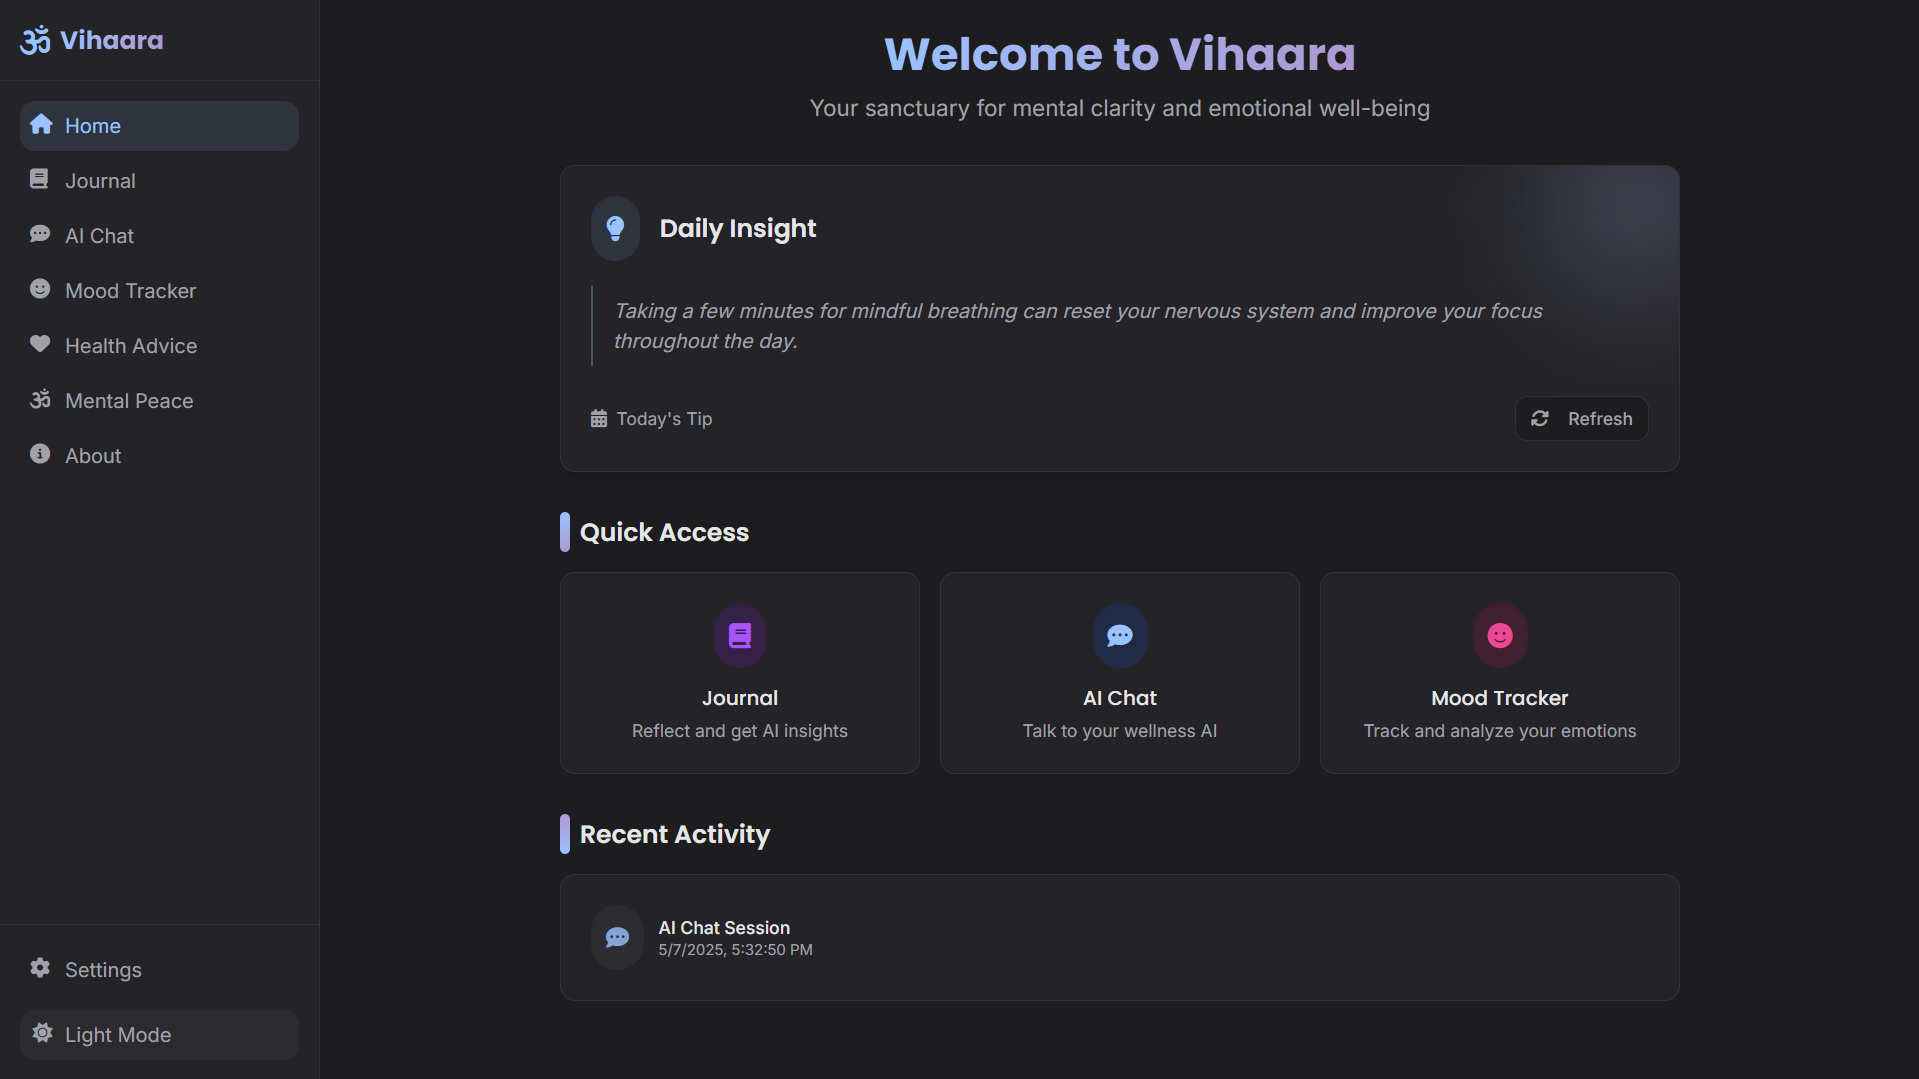 ॐ Vihaara
Home
Journal
AI Chat
Mood Tracker
Health Advice
ॐ Mental Peace
About
Settings
Light Mode
Welcome to Vihaara
Your sanctuary for mental clarity and emotional well-being
Daily Insight
Taking a few minutes for mindful breathing can reset your nervous system and improve your focus
throughout the day.
Today's Tip
Refresh
Quick Access
Journal
Reflect and get AI insights
AI Chat
Talk to your wellness AI
Mood Tracker
Track and analyze your emotions
Recent Activity
AI Chat Session
5/7/2025, 5:32:50 PM